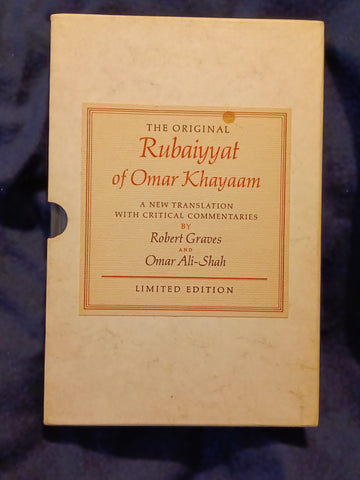 THE ORIGINAL
Rubaiyyat
of Omar Khayaam
A NEW TRANSLATION
WITH CRITICAL COMMENTARIES
BY
Robert Graves
AND
Omar Ali-Shah
LIMITED EDITION